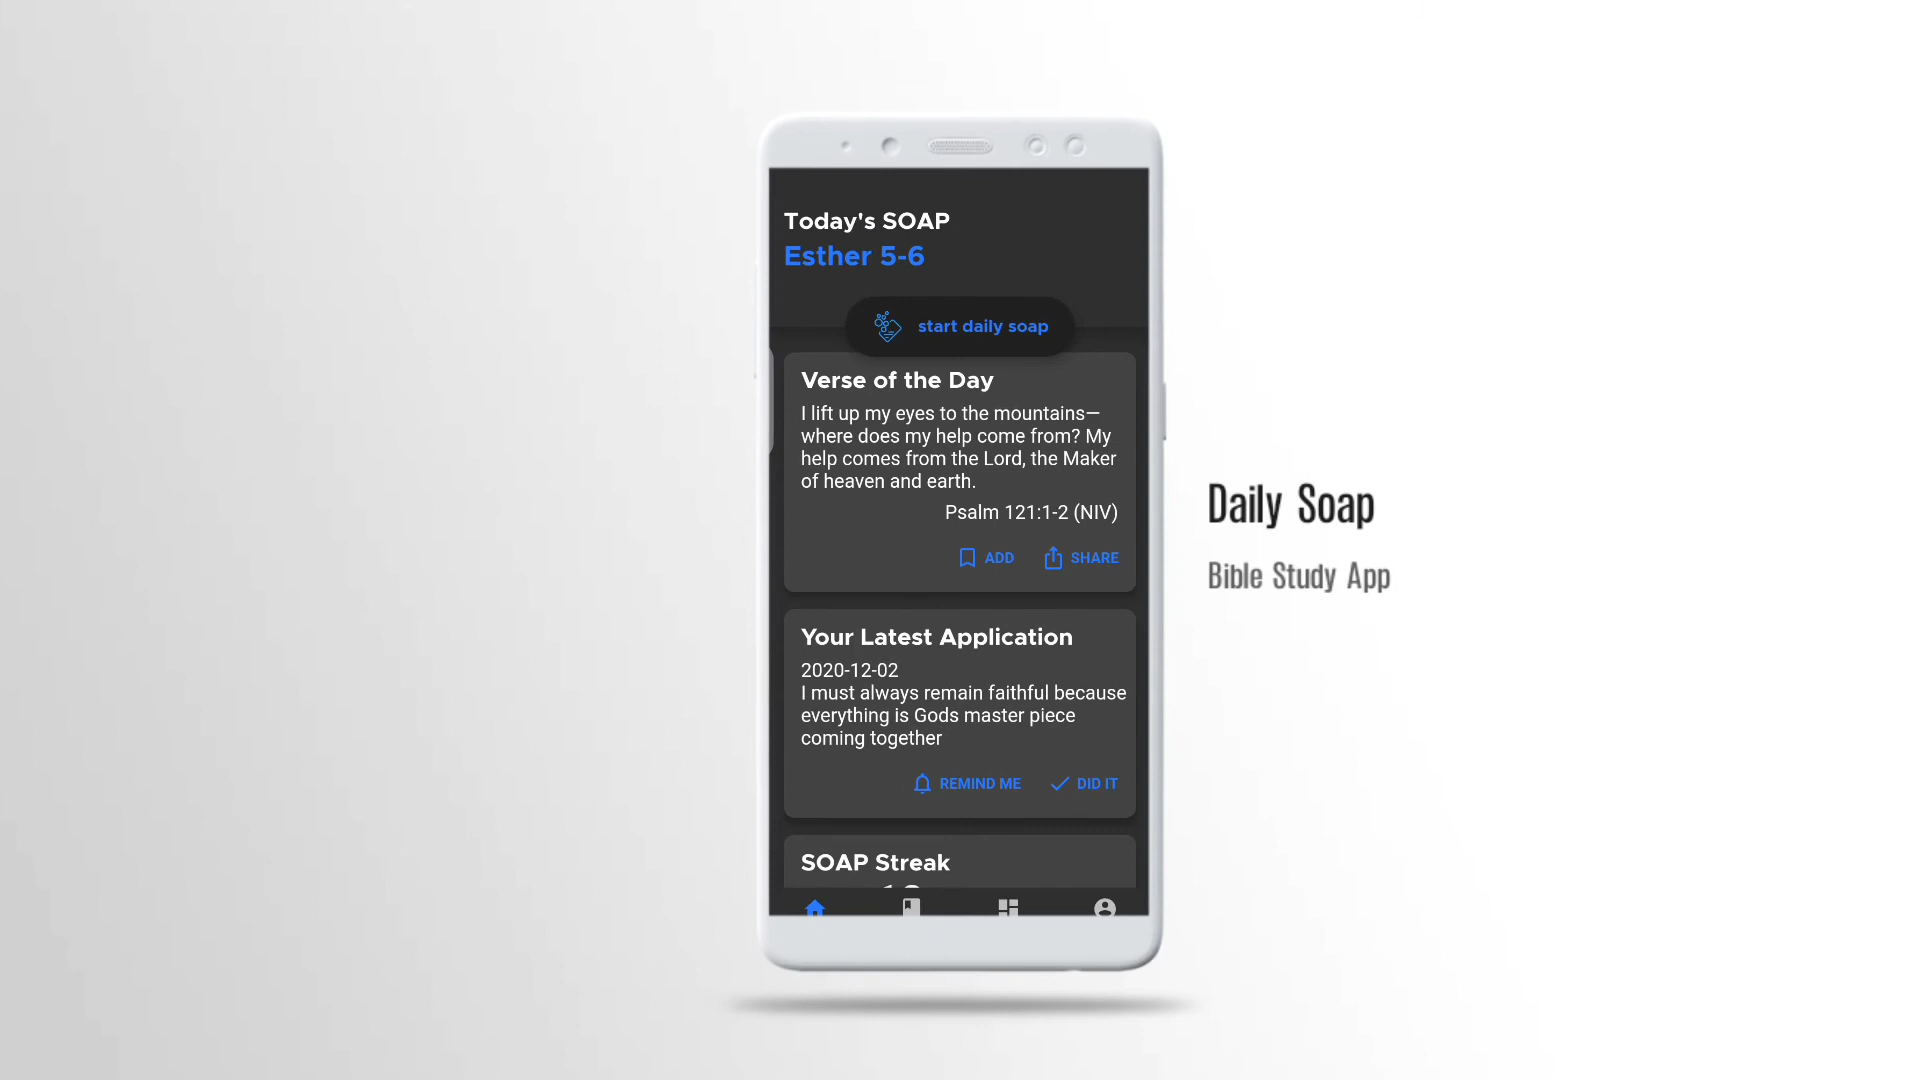 Today's SOAP
Esther 5-6
start daily soap
Verse of the Day
I lift up my eyes to the mountains—
where does my help come from? My
help comes from the Lord, the Maker
of heaven and earth.
Psalm 121:1-2 (NIV)
ADD SHARE
Your Latest Application
2020-12-02
I must always remain faithful because
everything is Gods master piece
coming together
REMIND ME DID IT
SOAP Streak
Daily Soap
Bible Study App